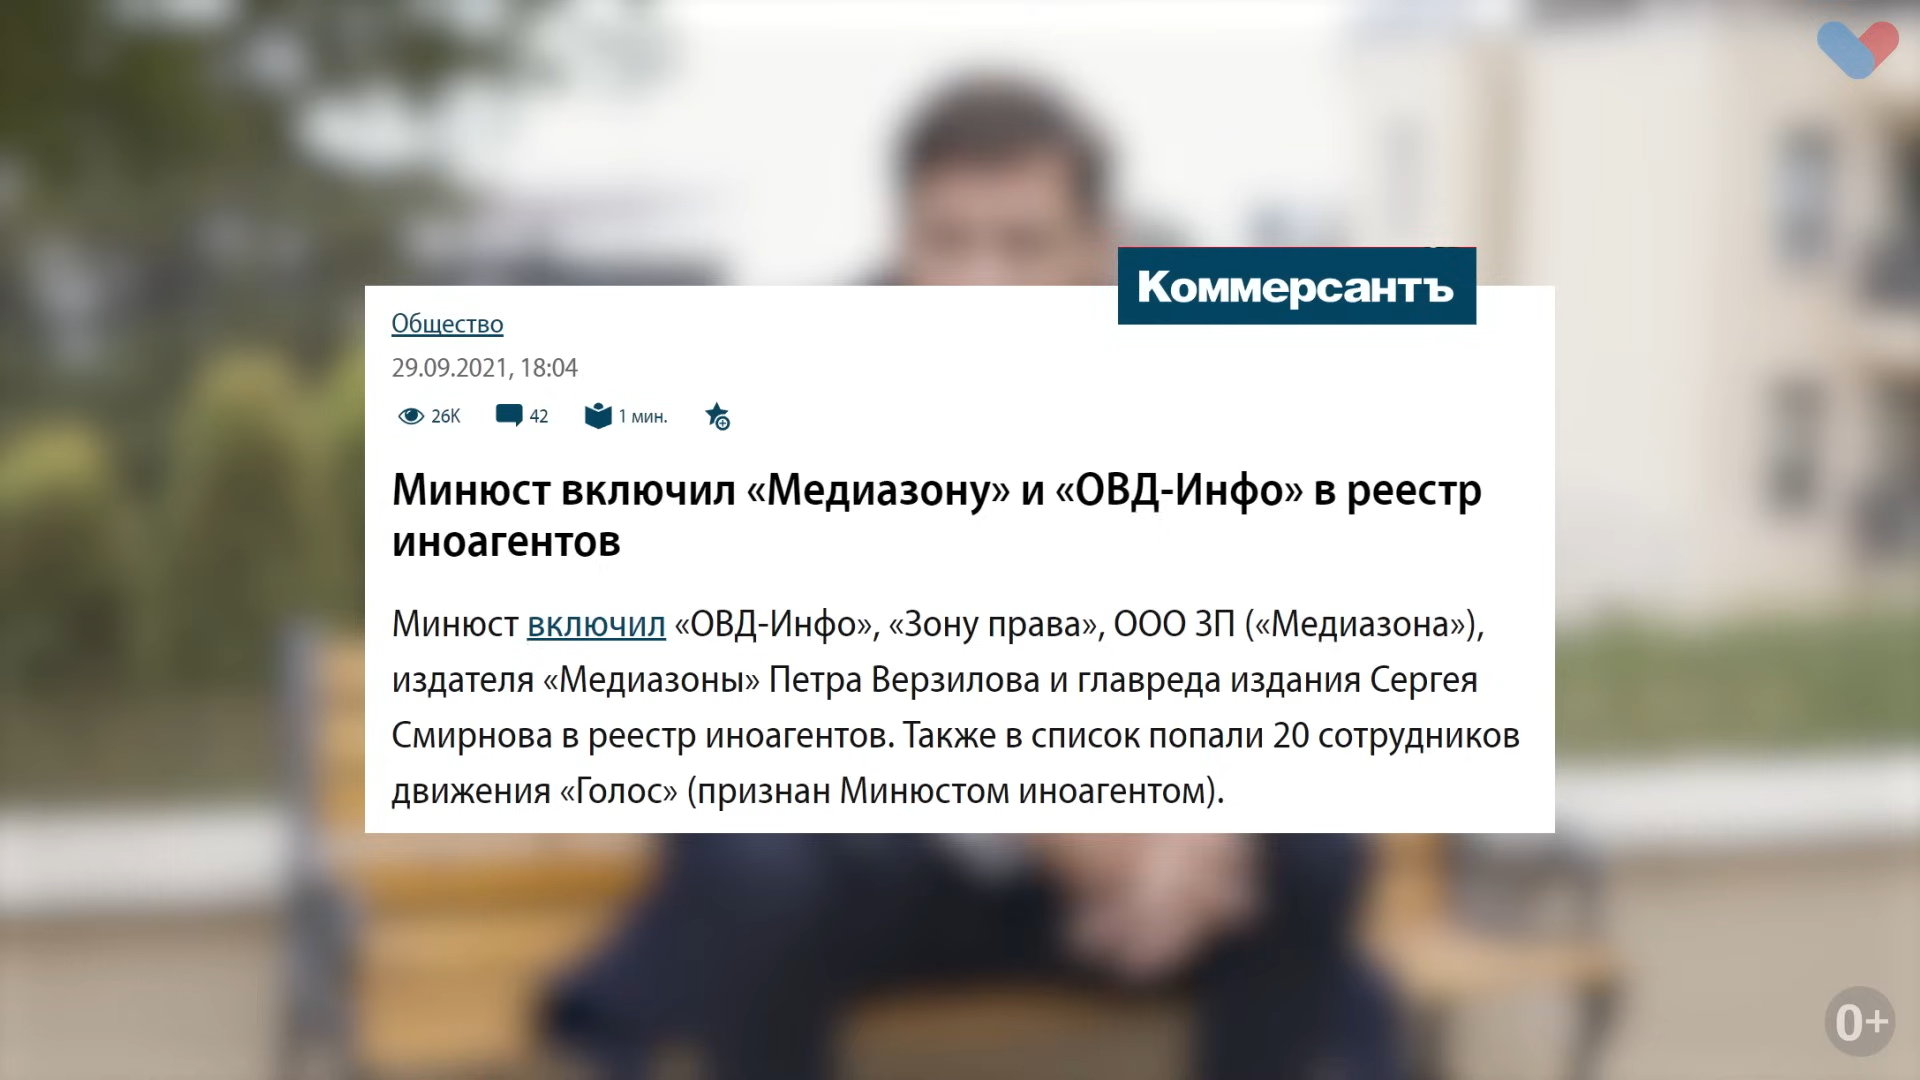 Коммерсантъ
Общество
29.09.2021, 18:04
26K 42 1 мин.
Минюст включил «Медиазону» и «ОВД-Инфо» в реестр
иноагентов
Минюст включил «ОВД-Инфо», «Зону права», ООО ЗП («Медиазона»),
издателя «Медиазоны» Петра Верзилова и главреда издания Сергея
Смирнова в реестр иноагентов. Также в список попали 20 сотрудников
движения «Голос» (признан Минюстом иноагентом).
0+